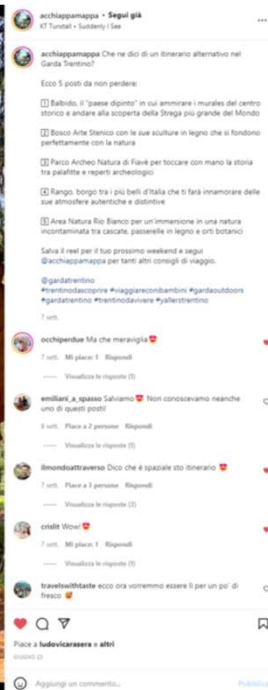 acchiappamappa • Segui già
KT Tunstall • Suddenly I See
acchiappamappa Che ne dici di un itinerario alternativo nel
Garda Trentino?
Ecco 5 posti da non perdere:
1 Balbido, il "paese dipinto" in cui ammirare i murales del centro
storico e andare alla scoperta della Strega più grande del Mondo
2 Bosco Arte Stenico con le sue sculture in legno che si fondono
perfettamente con la natura
3 Parco Archeo Natura di Fiavè per toccare con mano la storia
tra palafitte e reperti archeologici
4 Rango, borgo tra i più belli d'Italia che ti farà innamorare delle
sue atmosfere autentiche e distintive
5 Area Natura Rio Bianco per un'immersione in una natura
incontaminata tra cascate, passerelle in legno e orti botanici
Salva il reel per il tuo prossimo weekend e segui
@acchiappamappa per tanti altri consigli di viaggio.
@gardatrentino
#trentinodascoprire #viaggiareconibambini #gardaoutdoors
#gardatrentino #trentinodavivere #yallerstrentino
7 sett.
occhiperdue Ma che meraviglia 😍
7 sett. Mi piace: 1 Rispondi
Visualizza le risposte (1)
emiliani_a_spasso Salviamo 😍 Non conoscevamo neanche
uno di questi posti!
6 sett. Piace a 2 persone Rispondi
Visualizza le risposte (1)
ilmondoattraverso Dico che è spaziale sto itinerario 😍
7 sett. Piace a 3 persone Rispondi
Visualizza le risposte (3)
crislit Wow! 😍
7 sett. Mi piace: 1 Rispondi
Visualizza le risposte (1)
travelswithtaste ecco ora vorremmo essere lì per un po' di
fresco 🥵
Piace a ludovicarasera e altri
GIUGNO 23
Aggiungi un commento...
Pubblica